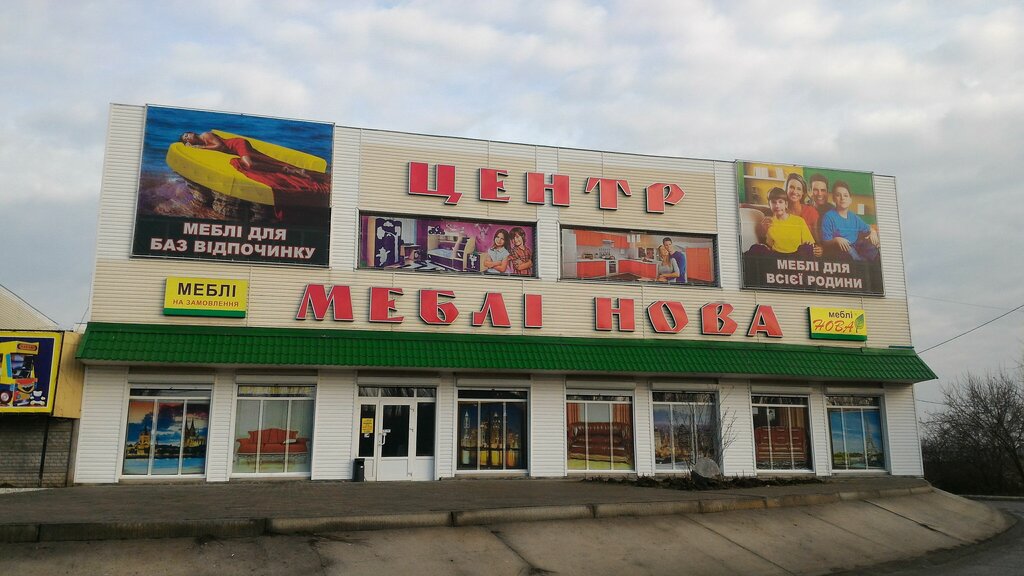 ЦЕНТР
МЕБЛІ ДЛЯ
БАЗ ВІДПОЧИНКУ
МЕБЛІ ДЛЯ
ВСІЄЇ РОДИНИ
МЕБЛІ
НА ЗАМОВЛЕННЯ
МЕБЛІ НОВА
меблі
НОВА